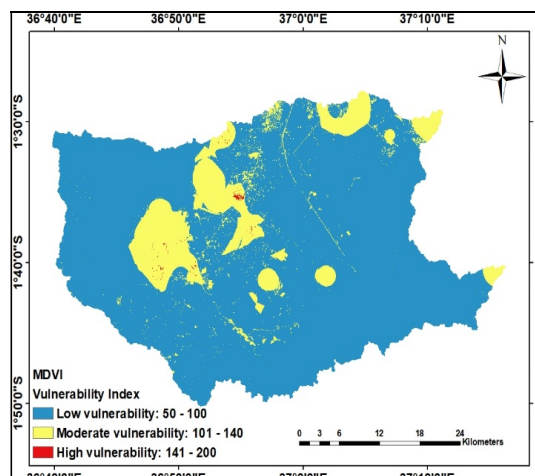 36°40'0"E 36°50'0"E 37°0'0"E 37°10'0"E
N
1°30'0"S
1°40'0"S
1°50'0"S
MDVI
Vulnerability Index
Low vulnerability: 50 - 100
Moderate vulnerability: 101 - 140
High vulnerability: 141 - 200
0 3 6 12 18 24
Kilometers